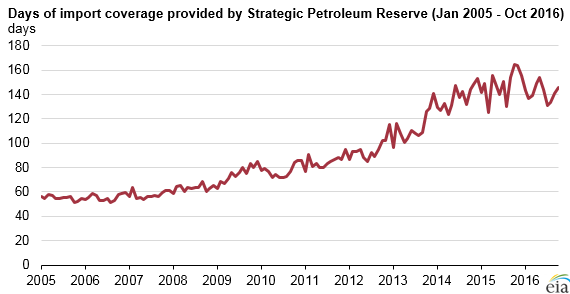 Days of import coverage provided by Strategic Petroleum Reserve (Jan 2005 - Oct 2016)
days
180
160
140
120
100
80
60
40
20
0
2005 2006 2007 2008 2009 2010 2011 2012 2013 2014 2015 2016
eia